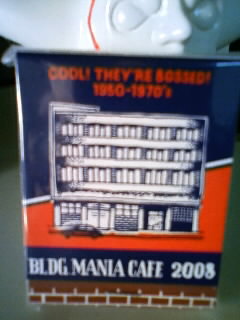 COOL! THEY'RE BOSSED!
1950-1970's
BLDG. MANIA CAFE 2008